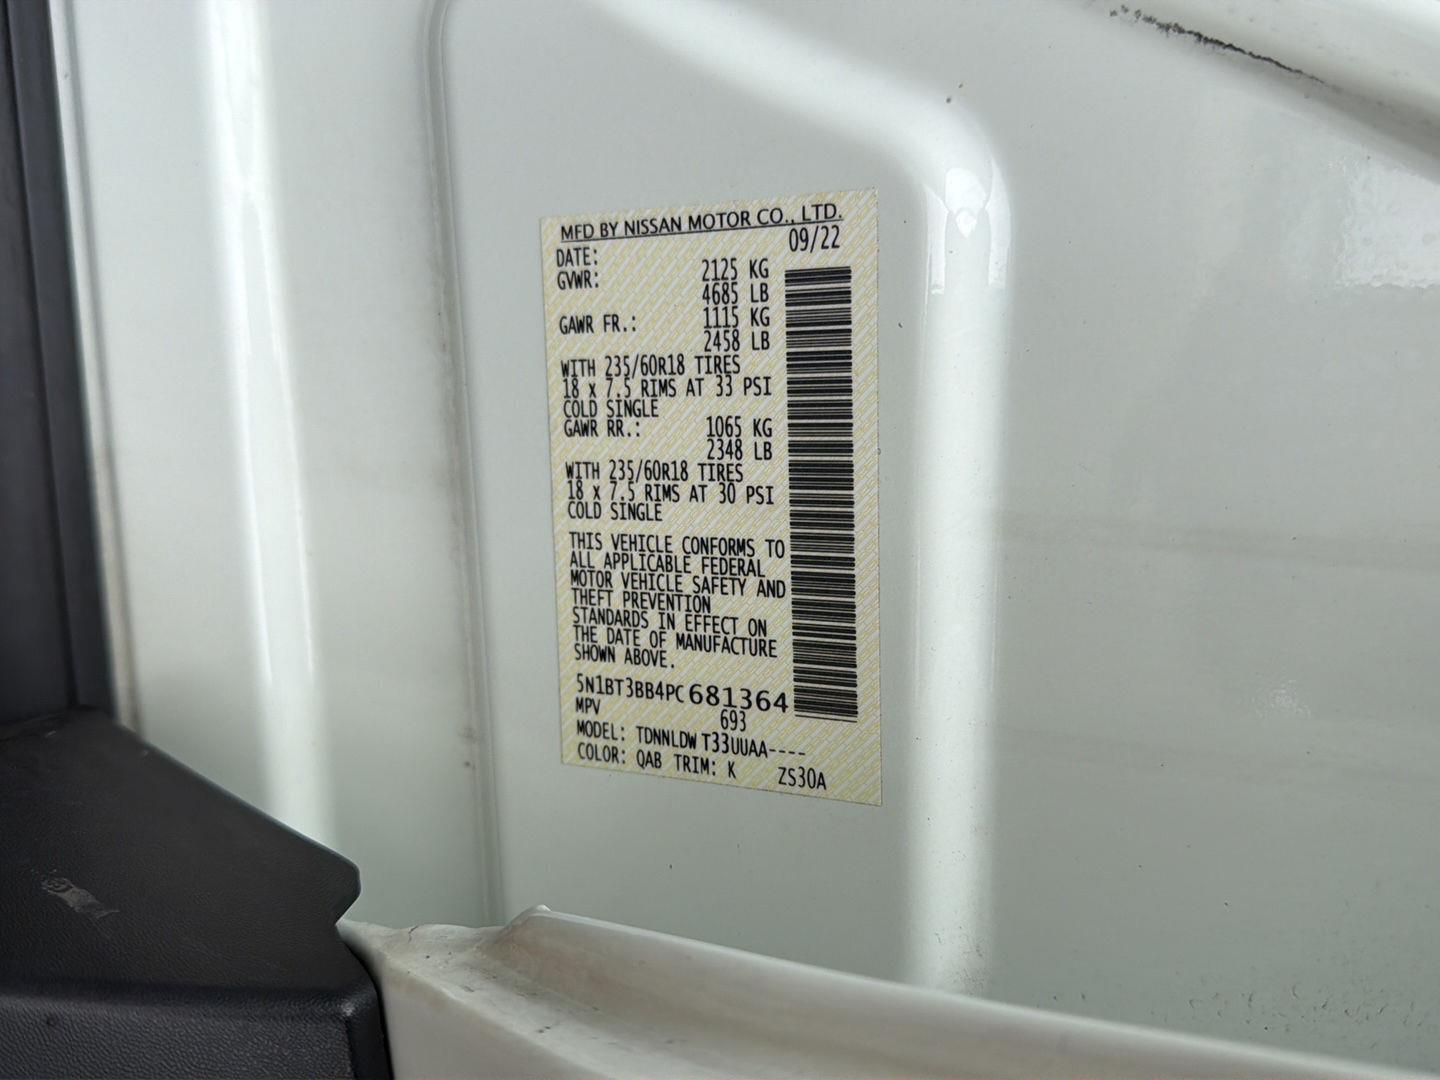 MFD BY NISSAN MOTOR CO., LTD.
DATE: 09/22
GVWR: 2125 KG
4685 LB
GAWR FR.: 1115 KG
2458 LB
WITH 235/60R18 TIRES
18 x 7.5 RIMS AT 33 PSI
COLD SINGLE
GAWR RR.: 1065 KG
2348 LB
WITH 235/60R18 TIRES
18 x 7.5 RIMS AT 30 PSI
COLD SINGLE
THIS VEHICLE CONFORMS TO
ALL APPLICABLE FEDERAL
MOTOR VEHICLE SAFETY AND
THEFT PREVENTION
STANDARDS IN EFFECT ON
THE DATE OF MANUFACTURE
SHOWN ABOVE.
5N1BT3BB4PC681364
MPV 693
MODEL: TDNNLDW T33UUAA----
COLOR: QAB TRIM: K ZS30A